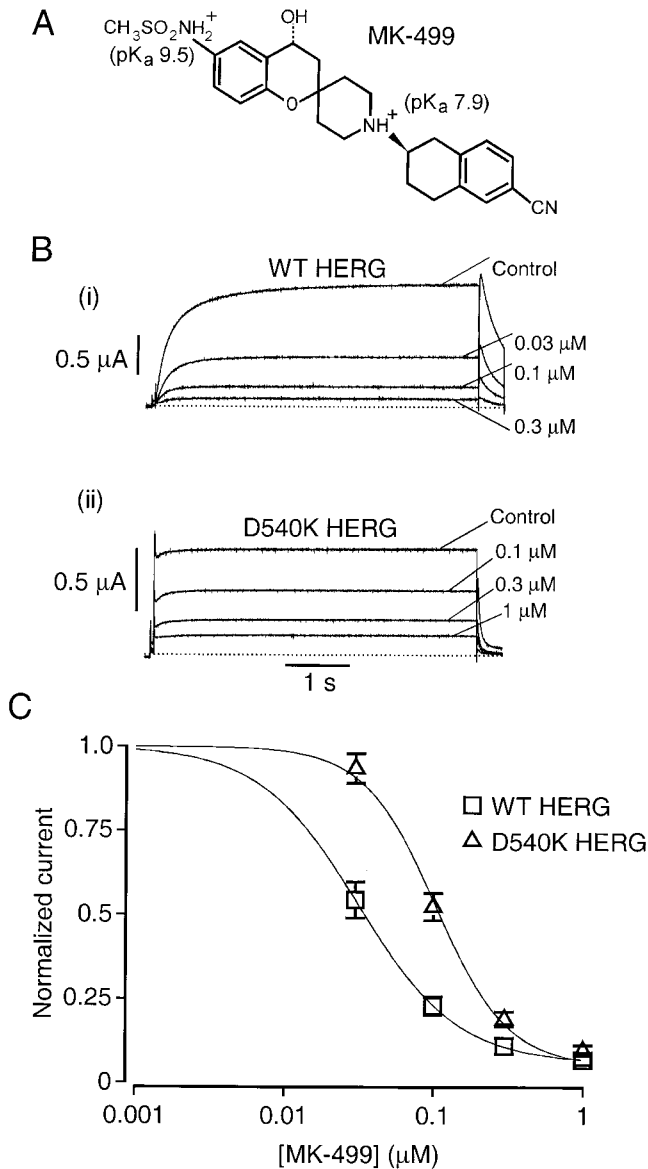 A
CH3SO2NH2+
(pKa 9.5)
OH
MK-499
O
NH+
(pKa 7.9)
CN
B
WT HERG
(i)
Control
0.5 µA
0.03 µM
0.1 µM
0.3 µM
(ii)
D540K HERG
Control
0.5 µA
0.1 µM
0.3 µM
1 µM
1 s
C
1.0
0.75
0.5
0.25
0
Normalized current
WT HERG
D540K HERG
0.001
0.01
0.1
1
[MK-499] (µM)